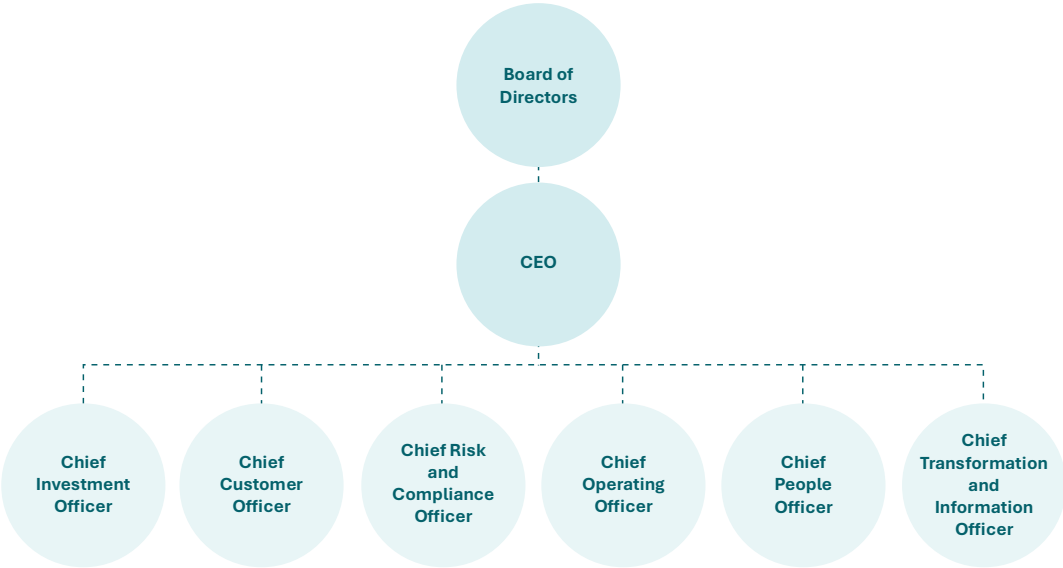 Board of
Directors
CEO
Chief
Investment
Officer
Chief
Customer
Officer
Chief Risk
and
Compliance
Officer
Chief
Operating
Officer
Chief
People
Officer
Chief
Transformation
and
Information
Officer